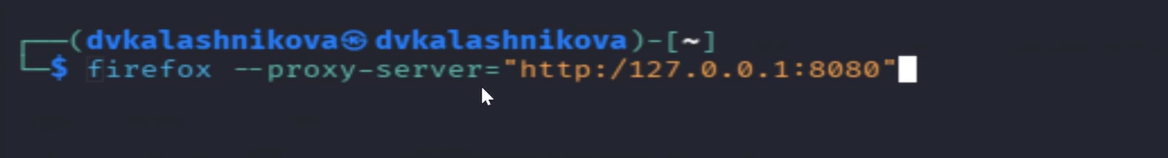 ┌──(dvkalashnikova㉿dvkalashnikova)-[~]
└─$ firefox --proxy-server="http:/127.0.0.1:8080"